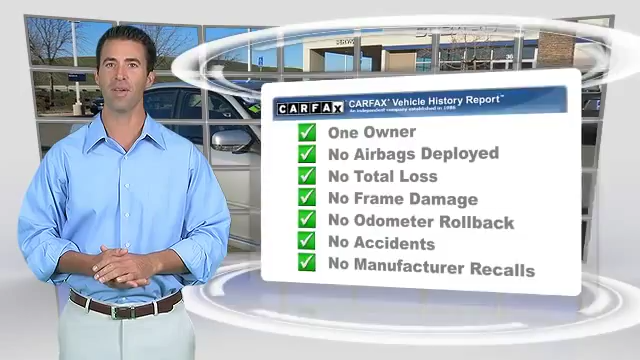 CARFAX CARFAX Vehicle History Report™
An independent company established in 1986
One Owner
No Airbags Deployed
No Total Loss
No Frame Damage
No Odometer Rollback
No Accidents
No Manufacturer Recalls